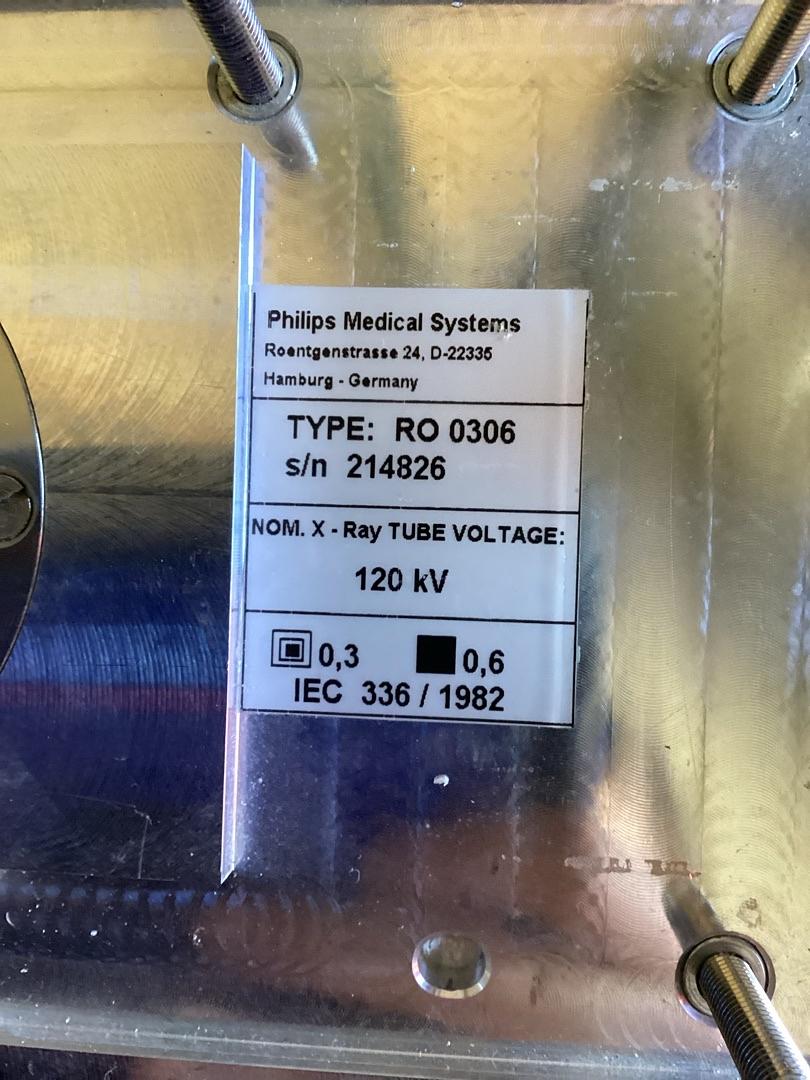 Philips Medical Systems
Roentgenstrasse 24, D-22335
Hamburg - Germany
TYPE: RO 0306
s/n 214826
NOM. X - Ray TUBE VOLTAGE:
120 kV
0,3 0,6
IEC 336 / 1982